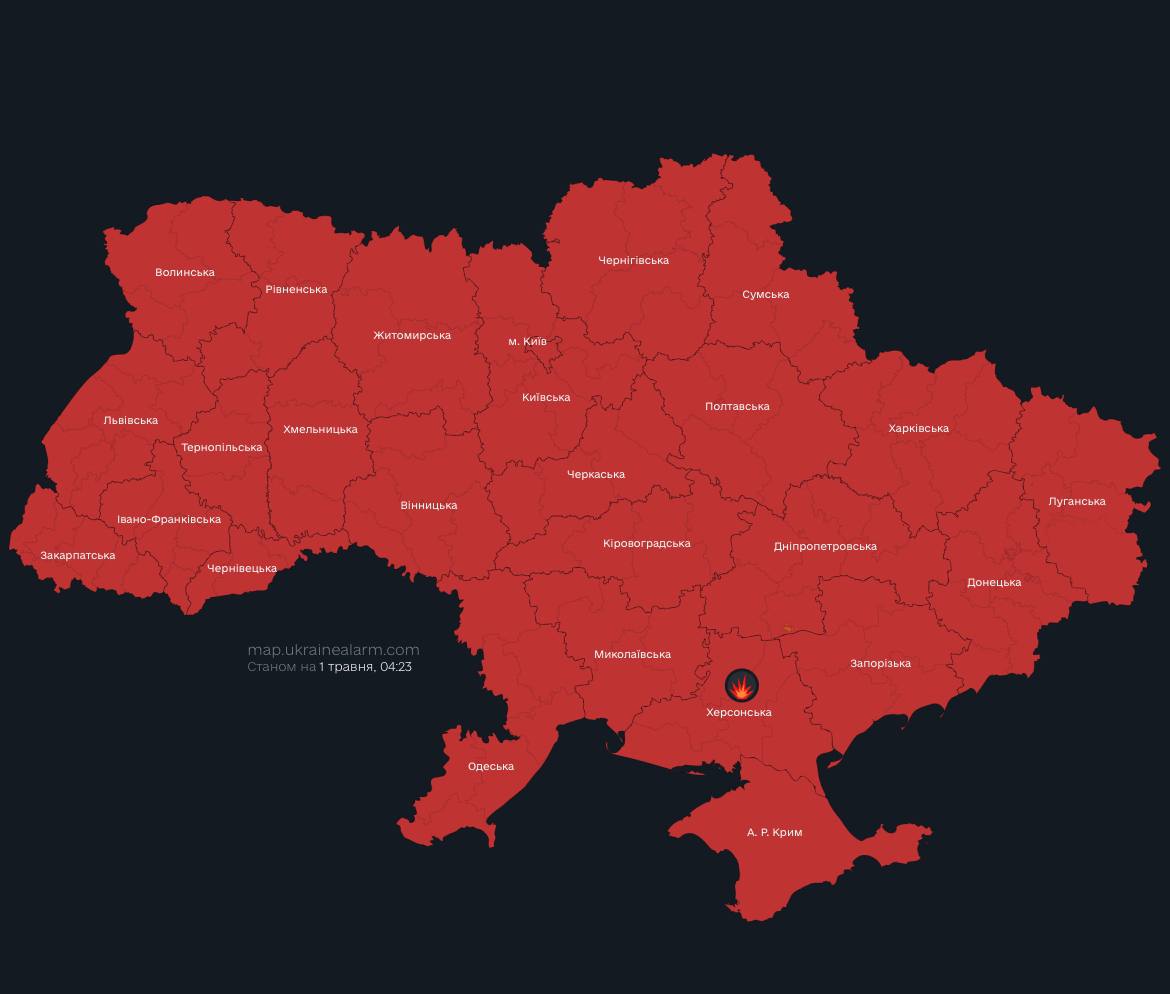 Чернігівська
Волинська
Рівненська
Сумська
Житомирська
м. Київ
Київська
Полтавська
Львівська
Хмельницька
Харківська
Тернопільська
Черкаська
Вінницька
Луганська
Івано-Франківська
Кіровоградська
Дніпропетровська
Закарпатська
Чернівецька
Донецька
map.ukrainealarm.com
Станом на 1 травня, 04:23
Миколаївська
Запорізька
Херсонська
Одеська
А. Р. Крим